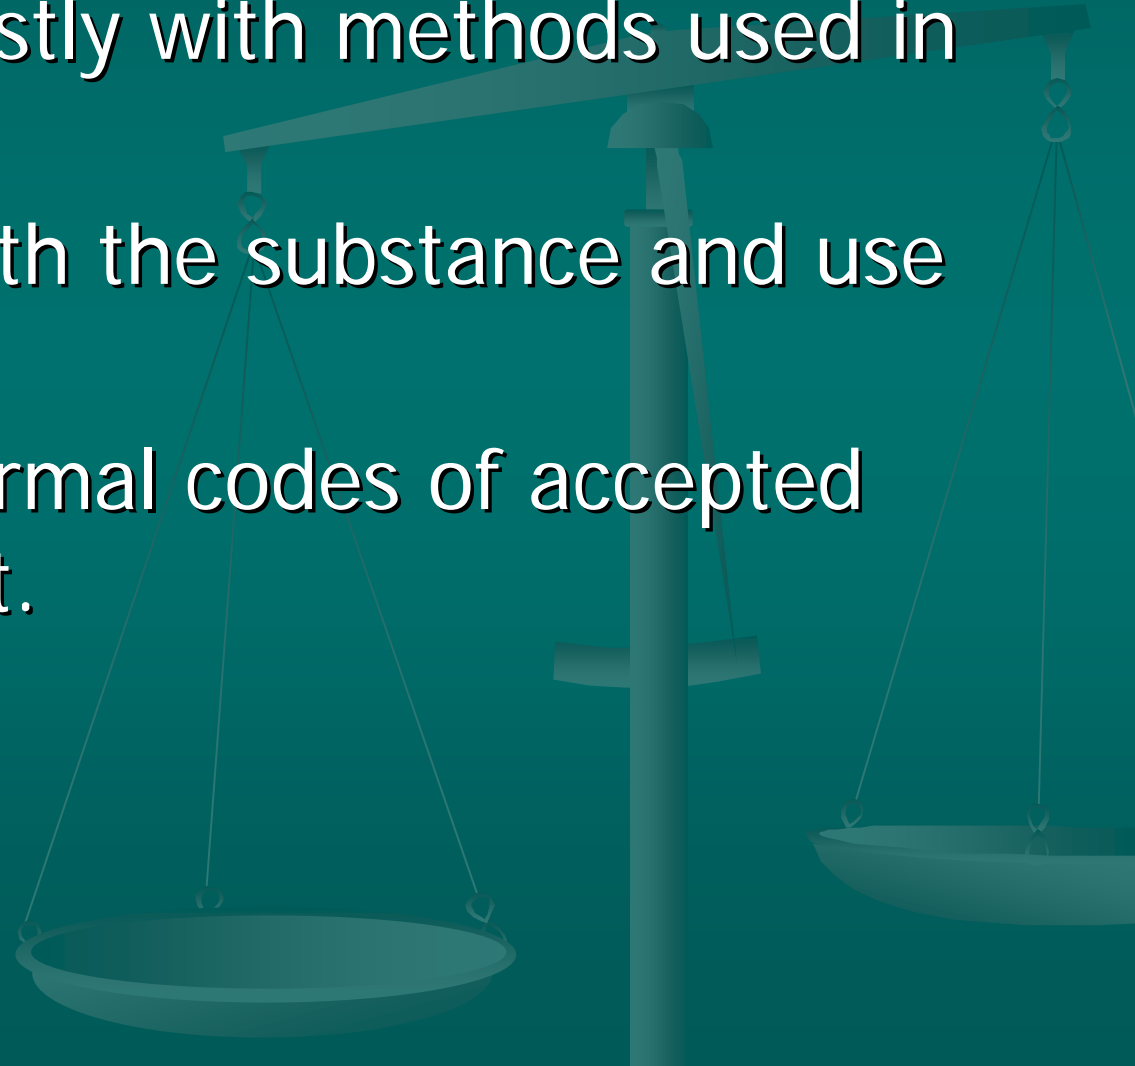 stly with methods used in
th the substance and use
rmal codes of accepted
t.